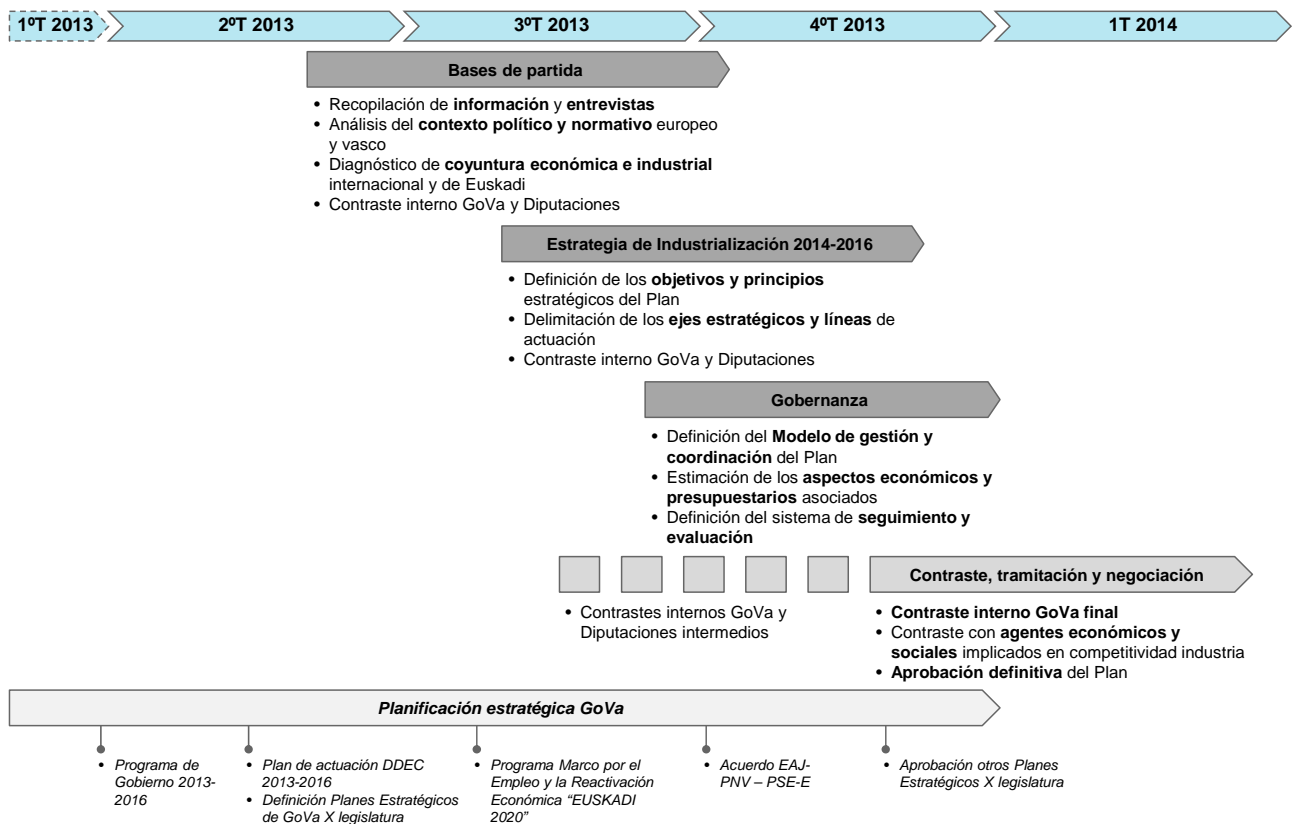 1ºT 2013 2ºT 2013 3ºT 2013 4ºT 2013 1T 2014
Bases de partida
• Recopilación de información y entrevistas
• Análisis del contexto político y normativo europeo
y vasco
• Diagnóstico de coyuntura económica e industrial
internacional y de Euskadi
• Contraste interno GoVa y Diputaciones
Estrategia de Industrialización 2014-2016
• Definición de los objetivos y principios
estratégicos del Plan
• Delimitación de los ejes estratégicos y líneas de
actuación
• Contraste interno GoVa y Diputaciones
Gobernanza
• Definición del Modelo de gestión y
coordinación del Plan
• Estimación de los aspectos económicos y
presupuestarios asociados
• Definición del sistema de seguimiento y
evaluación
Contraste, tramitación y negociación
• Contrastes internos GoVa y
Diputaciones intermedios
• Contraste interno GoVa final
• Contraste con agentes económicos y
sociales implicados en competitividad industria
• Aprobación definitiva del Plan
Planificación estratégica GoVa
• Programa de
Gobierno 2013-
2016
• Plan de actuación DDEC
2013-2016
• Definición Planes Estratégicos
de GoVa X legislatura
• Programa Marco por el
Empleo y la Reactivación
Económica “EUSKADI
2020”
• Acuerdo EAJ-
PNV – PSE-E
• Aprobación otros Planes
Estratégicos X legislatura